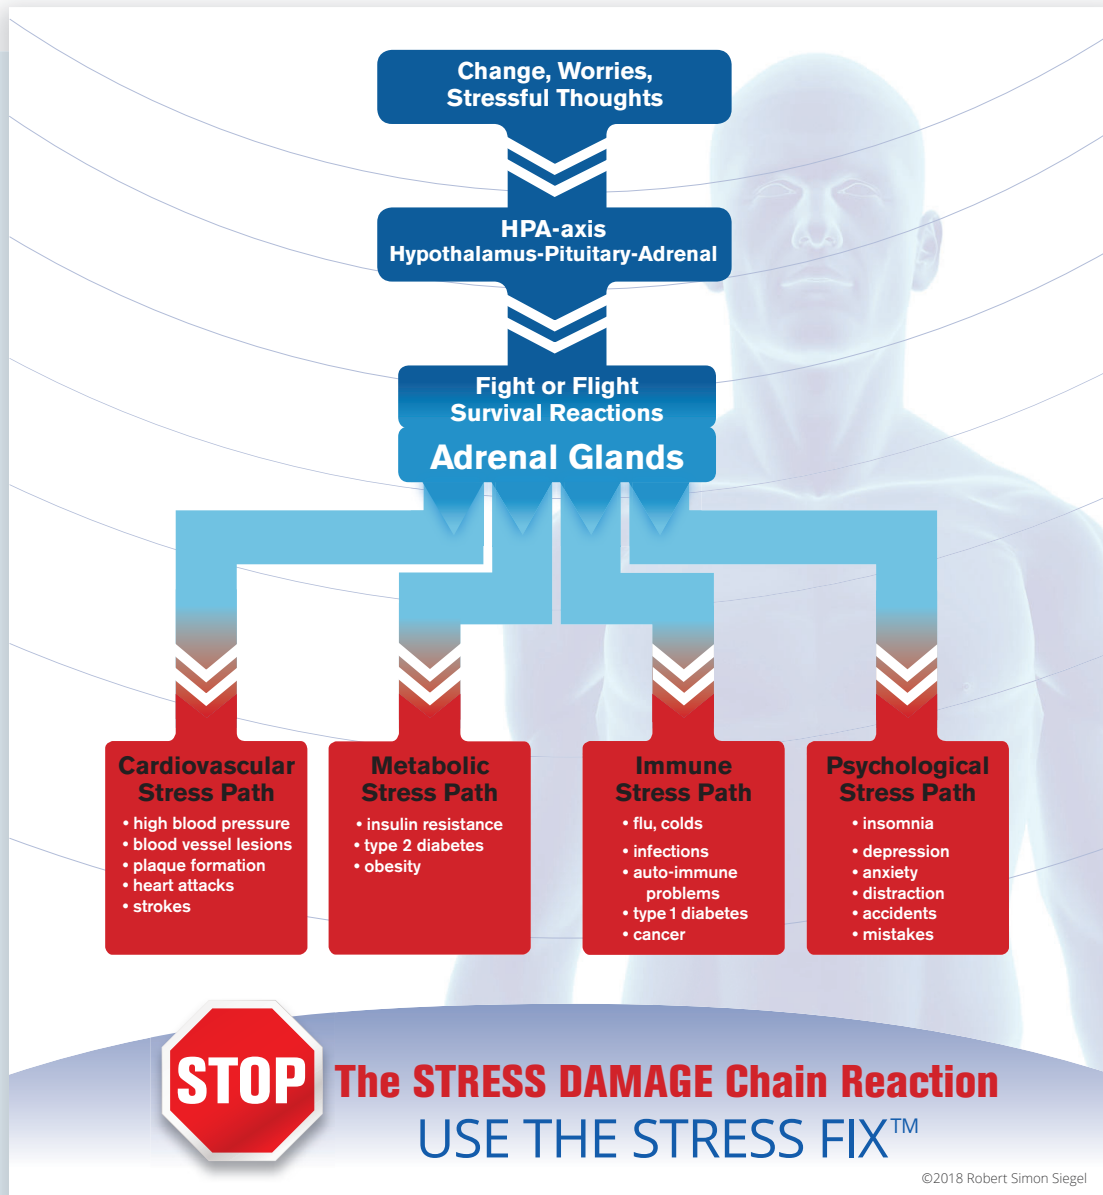 Change, Worries,
Stressful Thoughts
HPA-axis
Hypothalamus-Pituitary-Adrenal
Fight or Flight
Survival Reactions
Adrenal Glands
Cardiovascular
Stress Path
• high blood pressure
• blood vessel lesions
• plaque formation
• heart attacks
• strokes
Metabolic
Stress Path
• insulin resistance
• type 2 diabetes
• obesity
Immune
Stress Path
• flu, colds
• infections
• auto-immune
problems
• type 1 diabetes
• cancer
Psychological
Stress Path
• insomnia
• depression
• anxiety
• distraction
• accidents
• mistakes
STOP
The STRESS DAMAGE Chain Reaction
USE THE STRESS FIX™
©2018 Robert Simon Siegel